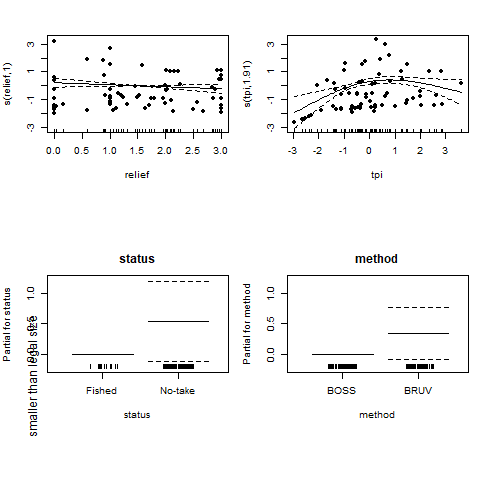 s(relief,1)
3
1
-1
-3
0.0 0.5 1.0 1.5 2.0 2.5 3.0
relief
s(tpi,1.91)
3
1
-1
-3
-3 -2 -1 0 1 2 3
tpi
status
Partial for status
smaller than legal size
1.0
0.5
0.0
Fished No-take
status
method
Partial for method
1.0
0.5
0.0
BOSS BRUV
method